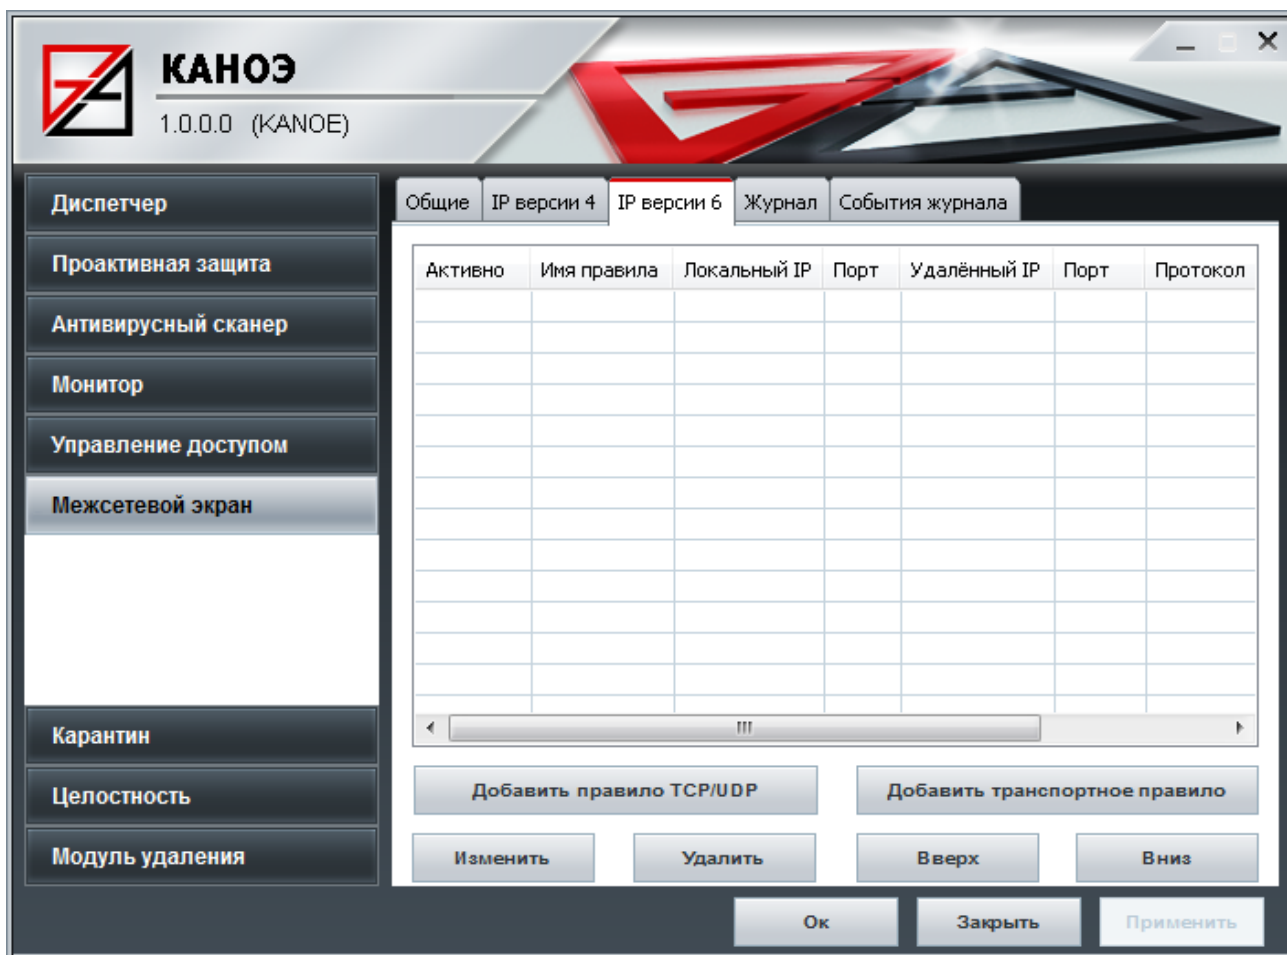 КАНОЭ
1.0.0.0 (KANOE)
Диспетчер
Проактивная защита
Антивирусный сканер
Монитор
Управление доступом
Межсетевой экран
Карантин
Целостность
Модуль удаления
Общие IP версии 4 IP версии 6 Журнал События журнала
Активно Имя правила Локальный IP Порт Удалённый IP Порт Протокол
Добавить правило TCP/UDP Добавить транспортное правило
Изменить Удалить Вверх Вниз
Ок Закрыть Применить